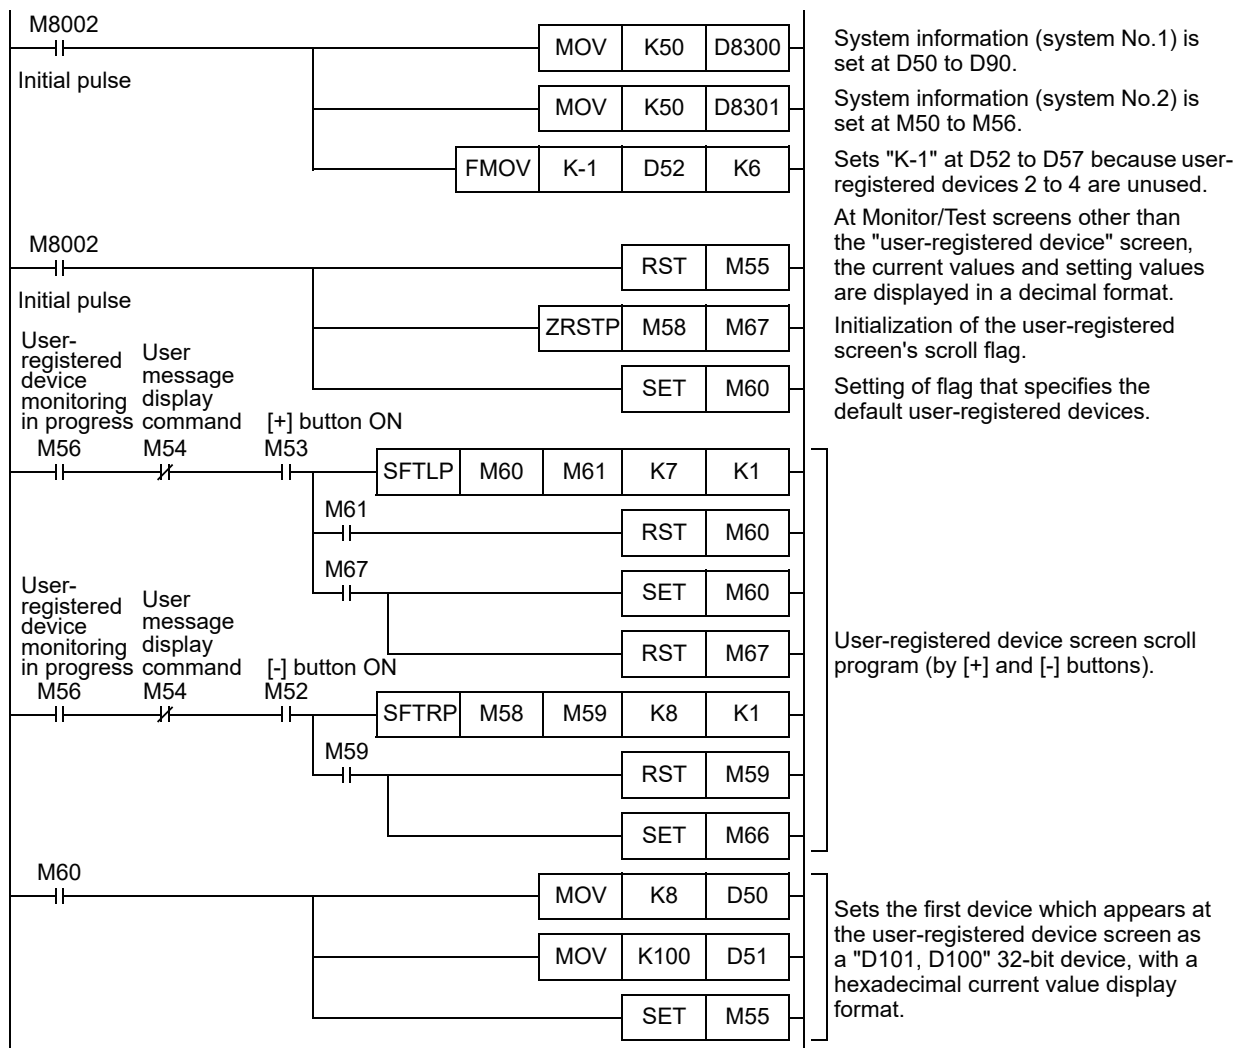 M8002
MOV K50 D8300
Initial pulse
System information (system No.1) is
set at D50 to D90.
MOV K50 D8301
System information (system No.2) is
set at M50 to M56.
FMOV K-1 D52 K6
Sets "K-1" at D52 to D57 because user-
registered devices 2 to 4 are unused.
M8002
RST M55
Initial pulse
At Monitor/Test screens other than
the "user-registered device" screen,
the current values and setting values
are displayed in a decimal format.
ZRSTP M58 M67
Initialization of the user-registered
screen's scroll flag.
SET M60
Setting of flag that specifies the
default user-registered devices.
User-
registered
device
monitoring
in progress
M56
User
message
display
command
M54
[+] button ON
M53
SFTLP M60 M61 K7 K1
M61
RST M60
M67
SET M60
RST M67
User-
registered
device
monitoring
in progress
M56
User
message
display
command
M54
[-] button ON
M52
SFTRP M58 M59 K8 K1
M59
RST M59
SET M66
User-registered device screen scroll
program (by [+] and [-] buttons).
M60
MOV K8 D50
MOV K100 D51
SET M55
Sets the first device which appears at
the user-registered device screen as
a "D101, D100" 32-bit device, with a
hexadecimal current value display
format.